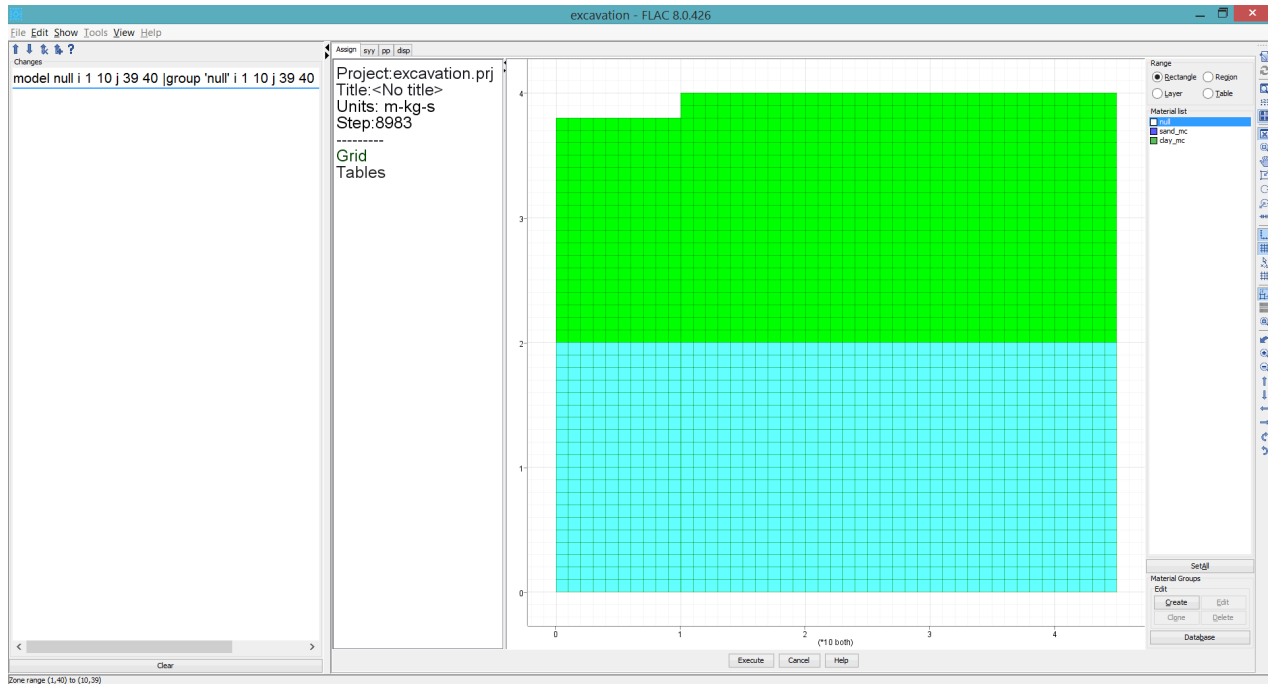 excavation - FLAC 8.0.426
File Edit Show Tools View Help
?
Changes
model null i 1 10 j 39 40 |group 'null' i 1 10 j 39 40
Clear
Zone range (1,40) to (10,39)
Assign syy pp disp
Project:excavation.prj
Title:<No title>
Units: m-kg-s
Step:8983
---------
Grid
Tables
4
3
2
1
0
0 1 2 3 4
(*10 both)
Execute Cancel Help
Range
Rectangle Region
Layer Table
Material list
null
sand_mc
clay_mc
SetAll
Material Groups
Edit
Create Edit
Clone Delete
Database